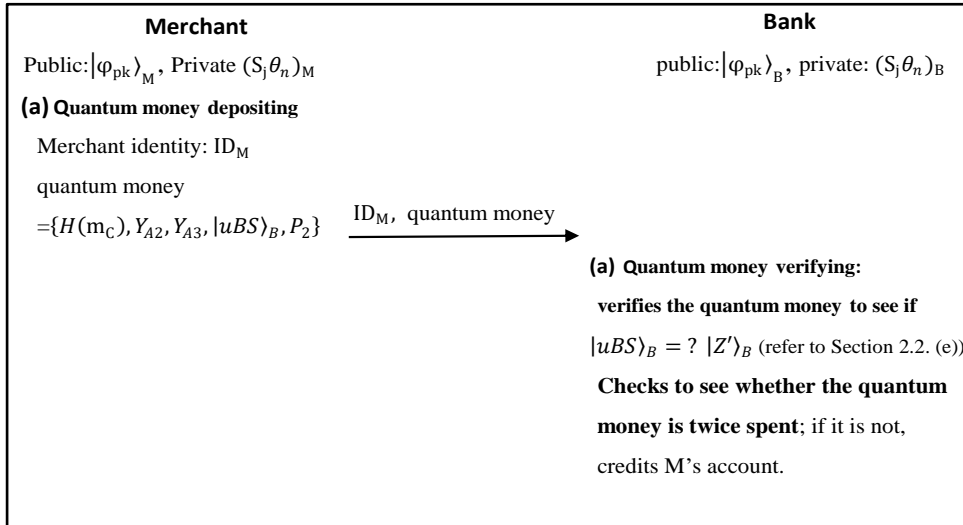 Merchant
Bank
Public:|φpk⟩M, Private (Sjθn)M
public:|φpk⟩B, private: (Sjθn)B
(a) Quantum money depositing
Merchant identity: IDM
quantum money
={H(mC), YA2, YA3, |uBS⟩B, P2}
IDM, quantum money
(a) Quantum money verifying:
verifies the quantum money to see if
|uBS⟩B = ? |Z′⟩B (refer to Section 2.2. (e))
Checks to see whether the quantum
money is twice spent; if it is not,
credits M’s account.